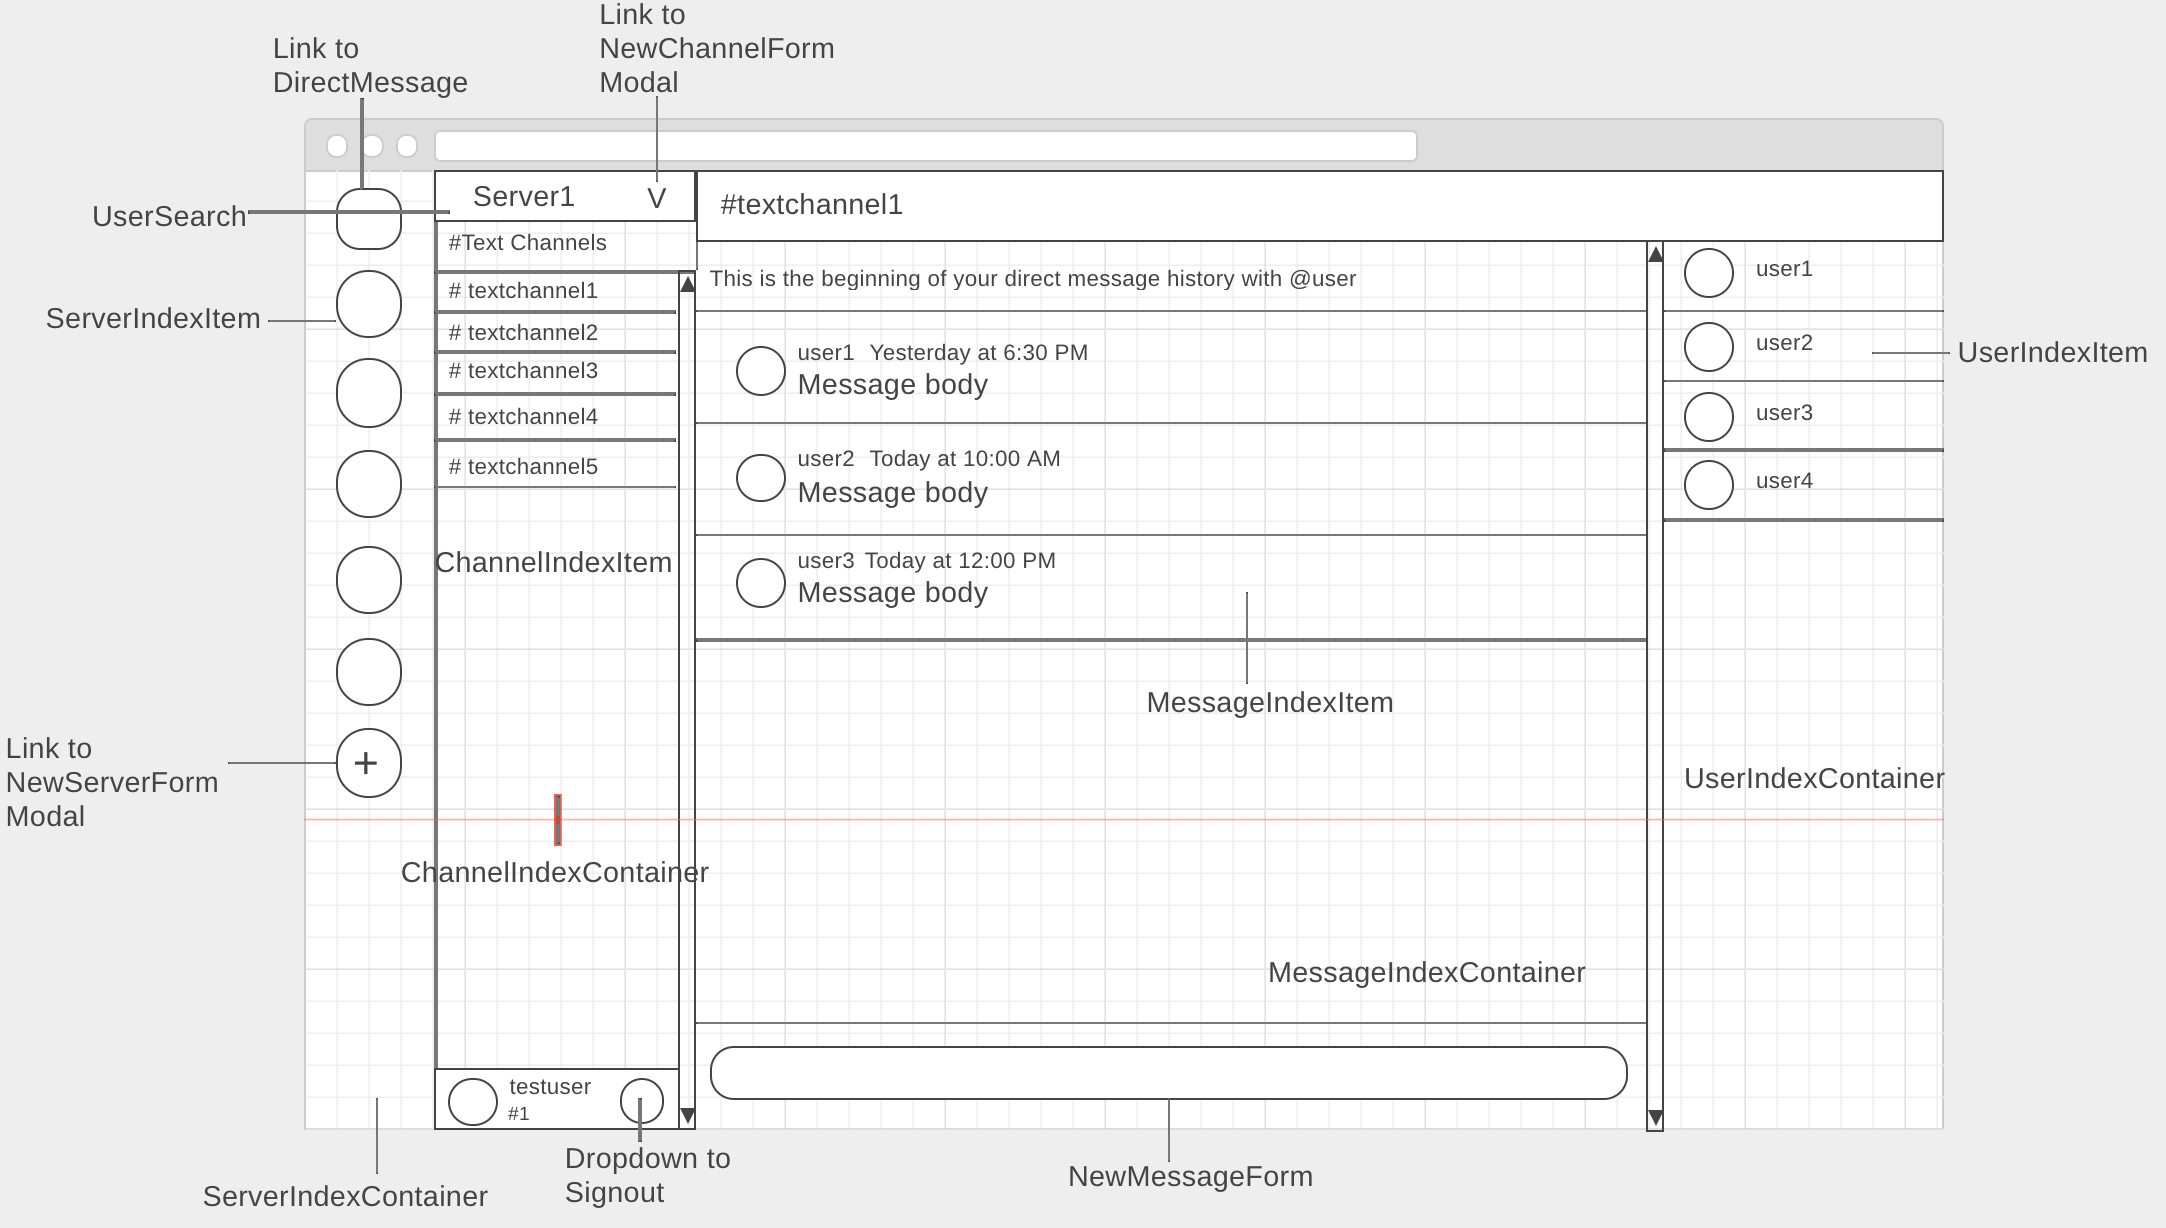 Link to
NewChannelForm
Modal
Link to
DirectMessage
UserSearch
Server1
V
#textchannel1
#Text Channels
This is the beginning of your direct message history with @user
user1
ServerIndexItem
# textchannel1
# textchannel2
# textchannel3
# textchannel4
# textchannel5
user1 Yesterday at 6:30 PM
Message body
user2 Today at 10:00 AM
Message body
user3 Today at 12:00 PM
Message body
user2
UserIndexItem
user3
user4
ChannelIndexItem
MessageIndexItem
Link to
NewServerForm
Modal
+
UserIndexContainer
ChannelIndexContainer
MessageIndexContainer
testuser
#1
Dropdown to
Signout
NewMessageForm
ServerIndexContainer